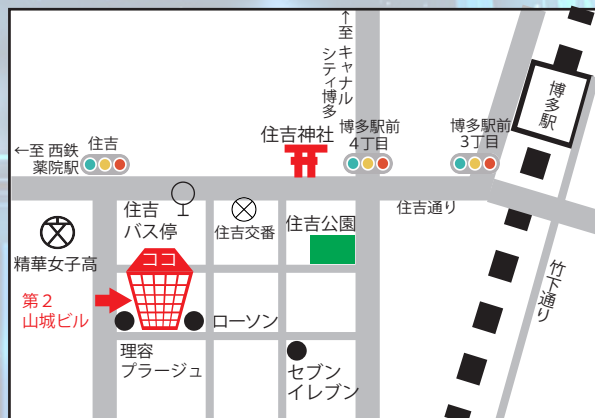 ←至 キャナル
シティ博多
博多駅
住吉
←至 西鉄
薬院駅
住吉神社
博多駅前
4丁目
博多駅前
3丁目
住吉
バス停
住吉交番
住吉公園
住吉通り
精華女子高
ココ
第2
山城ビル
ローソン
竹下通り
理容
プラージュ
セブン
イレブン